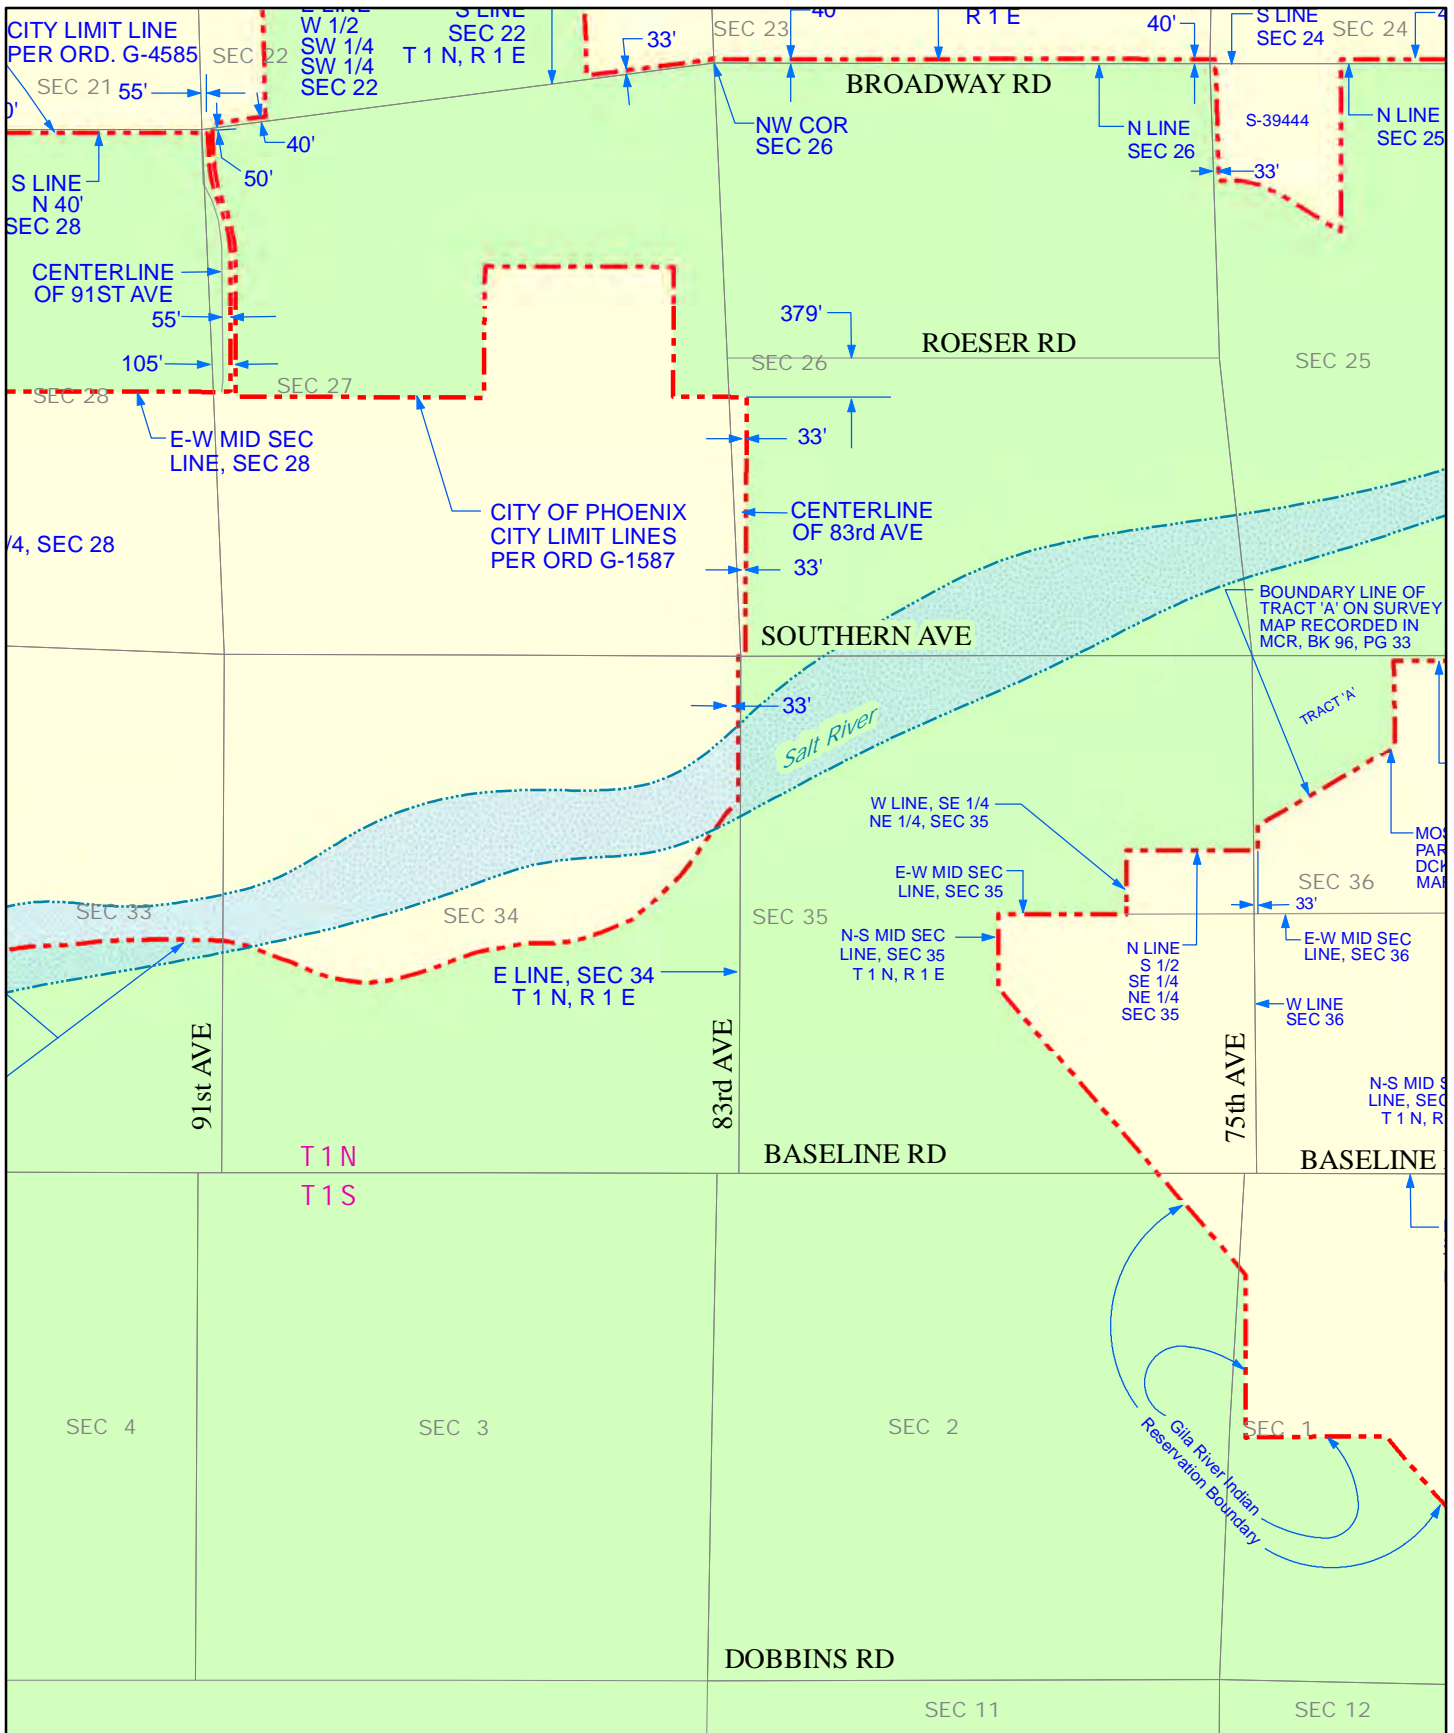 CITY LIMIT LINE
PER ORD. G-4585
SEC 22
W 1/2
SW 1/4
SW 1/4
SEC 22
S LINE
SEC 22
T 1 N, R 1 E
33'
SEC 23
40'
R 1 E
40'
S LINE
SEC 24
SEC 24
SEC 21
55'
0'
BROADWAY RD
40'
50'
NW COR
SEC 26
N LINE
SEC 26
S-39444
N LINE
SEC 25
33'
S LINE
N 40'
SEC 28
CENTERLINE
OF 91ST AVE
55'
105'
379'
ROESER RD
SEC 26
SEC 25
SEC 28
SEC 27
E-W MID SEC
LINE, SEC 28
33'
CITY OF PHOENIX
CITY LIMIT LINES
PER ORD G-1587
CENTERLINE
OF 83rd AVE
/4, SEC 28
33'
BOUNDARY LINE OF
TRACT 'A' ON SURVEY
MAP RECORDED IN
MCR, BK 96, PG 33
SOUTHERN AVE
33'
Salt River
TRACT 'A'
W LINE, SE 1/4
NE 1/4, SEC 35
E-W MID SEC
LINE, SEC 35
SEC 36
33'
SEC 33
SEC 34
SEC 35
N-S MID SEC
LINE, SEC 35
T 1 N, R 1 E
N LINE
S 1/2
SE 1/4
NE 1/4
SEC 35
E-W MID SEC
LINE, SEC 36
E LINE, SEC 34
T 1 N, R 1 E
W LINE
SEC 36
91st AVE
83rd AVE
75th AVE
N-S MID
T 1 N,
T 1 N
BASELINE RD
BASELINE
T 1 S
SEC 4
SEC 3
SEC 2
SEC 1
Gila River Indian
Reservation Boundary
DOBBINS RD
SEC 11
SEC 12